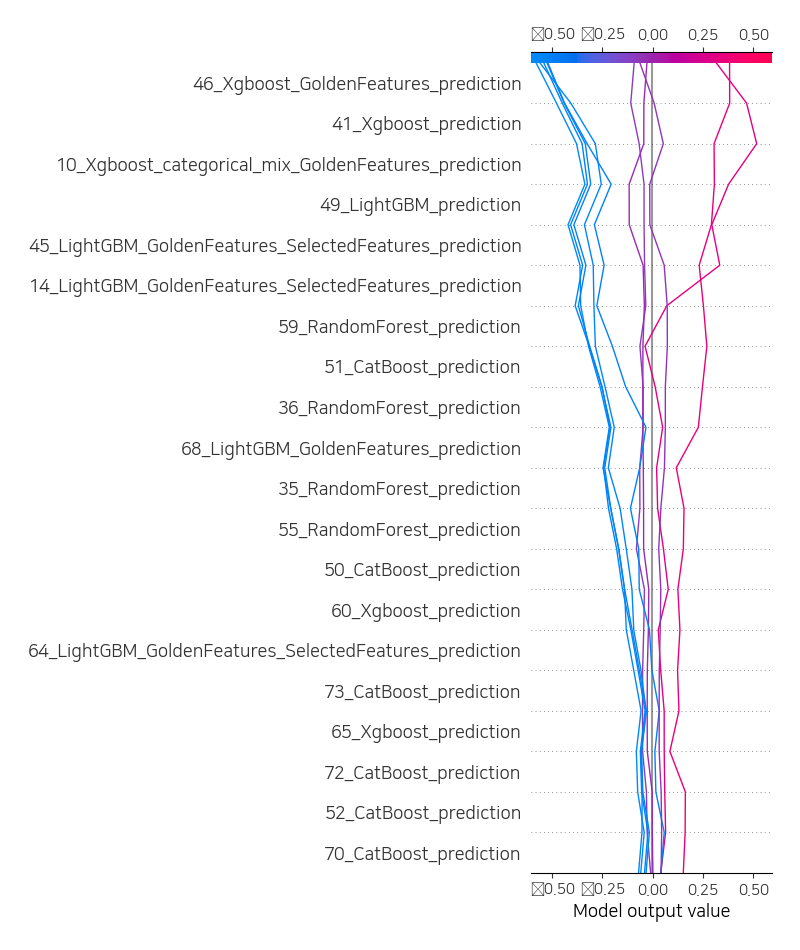 0.50 0.25 0.00 0.25 0.50
46_Xgboost_GoldenFeatures_prediction
41_Xgboost_prediction
10_Xgboost_categorical_mix_GoldenFeatures_prediction
49_LightGBM_prediction
45_LightGBM_GoldenFeatures_SelectedFeatures_prediction
14_LightGBM_GoldenFeatures_SelectedFeatures_prediction
59_RandomForest_prediction
51_CatBoost_prediction
36_RandomForest_prediction
68_LightGBM_GoldenFeatures_prediction
35_RandomForest_prediction
55_RandomForest_prediction
50_CatBoost_prediction
60_Xgboost_prediction
64_LightGBM_GoldenFeatures_SelectedFeatures_prediction
73_CatBoost_prediction
65_Xgboost_prediction
72_CatBoost_prediction
52_CatBoost_prediction
70_CatBoost_prediction
0.50 0.25 0.00 0.25 0.50
Model output value